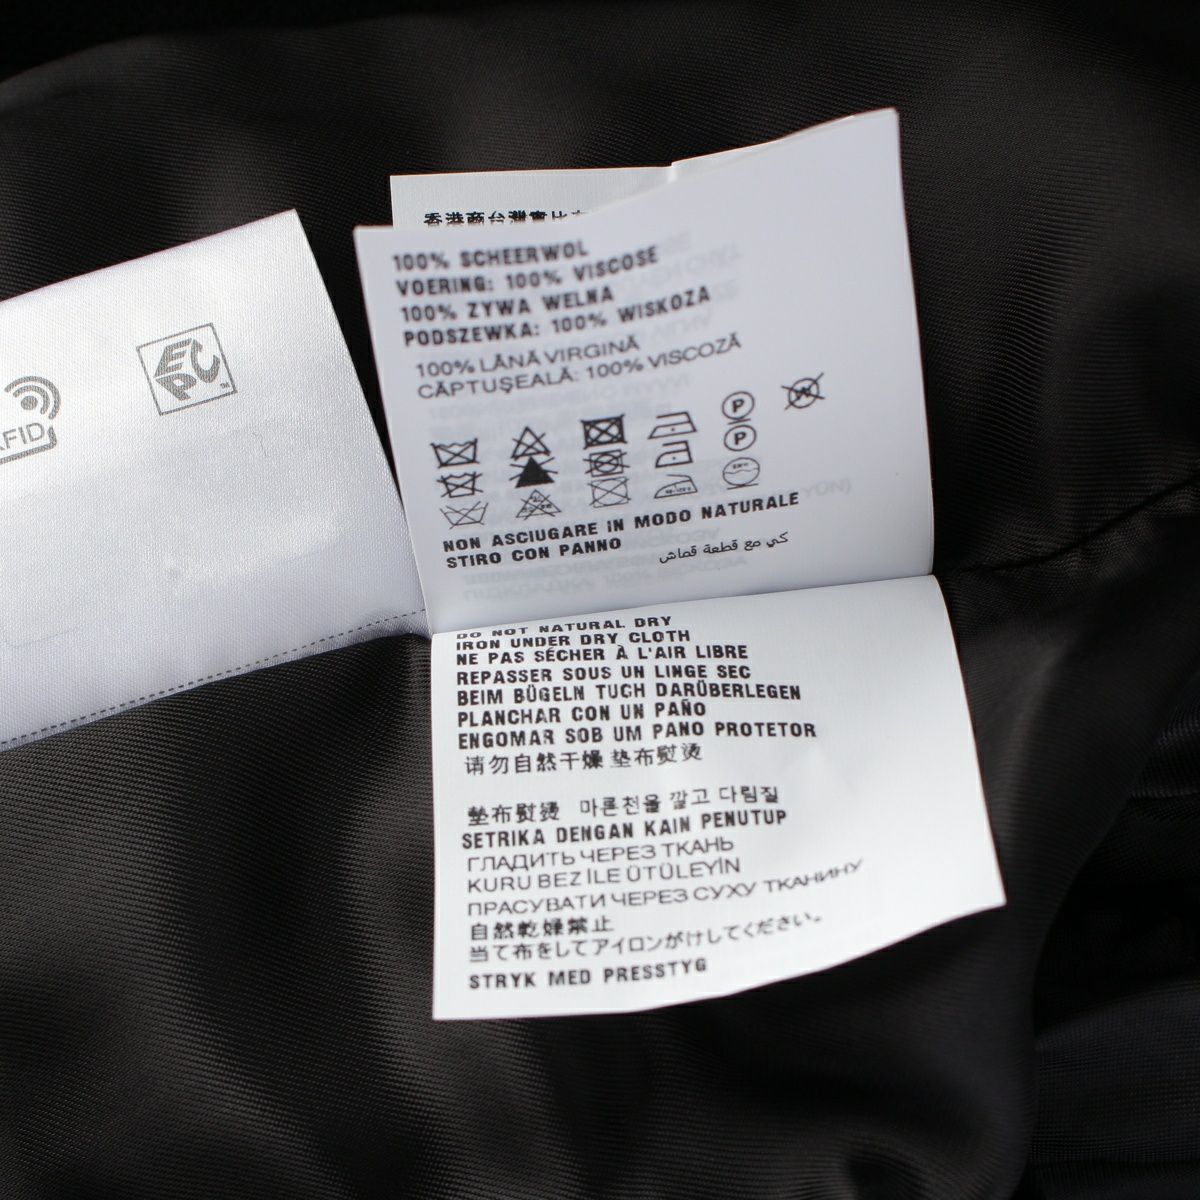 香港商台灣
100% SCHEERWOL
VOERING: 100% VISCOSE
100% ZYWA WELNA
PODSZEWKA: 100% WISKOZA
100% LÂNĂ VIRGINĂ
CĂPTUŞEALĂ: 100% VISCOZĂ
NON ASCIUGARE IN MODO NATURALE
STIRO CON PANNO
كي مع قطعة قماش
DO NOT NATURAL DRY
IRON UNDER DRY CLOTH
NE PAS SÉCHER À L'AIR LIBRE
REPASSER SOUS UN LINGE SEC
BEIM BÜGELN TUCH DARÜBERLEGEN
PLANCHAR CON UN PAÑO
ENGOMAR SOB UM PANO PROTETOR
请勿自然干燥 垫布熨烫
墊布熨燙 마른천을 깔고 다림질
SETRIKA DENGAN KAIN PENUTUP
ГЛАДИТЬ ЧЕРЕЗ ТКАНЬ
KURU BEZ İLE ÜTÜLEYİN
ПРАСУВАТИ ЧЕРЕЗ СУХУ ТКАНИНУ
自然乾燥禁止
当て布をしてアイロンがけしてください。
STRYK MED PRESSTYG
EPC
TM
RFID